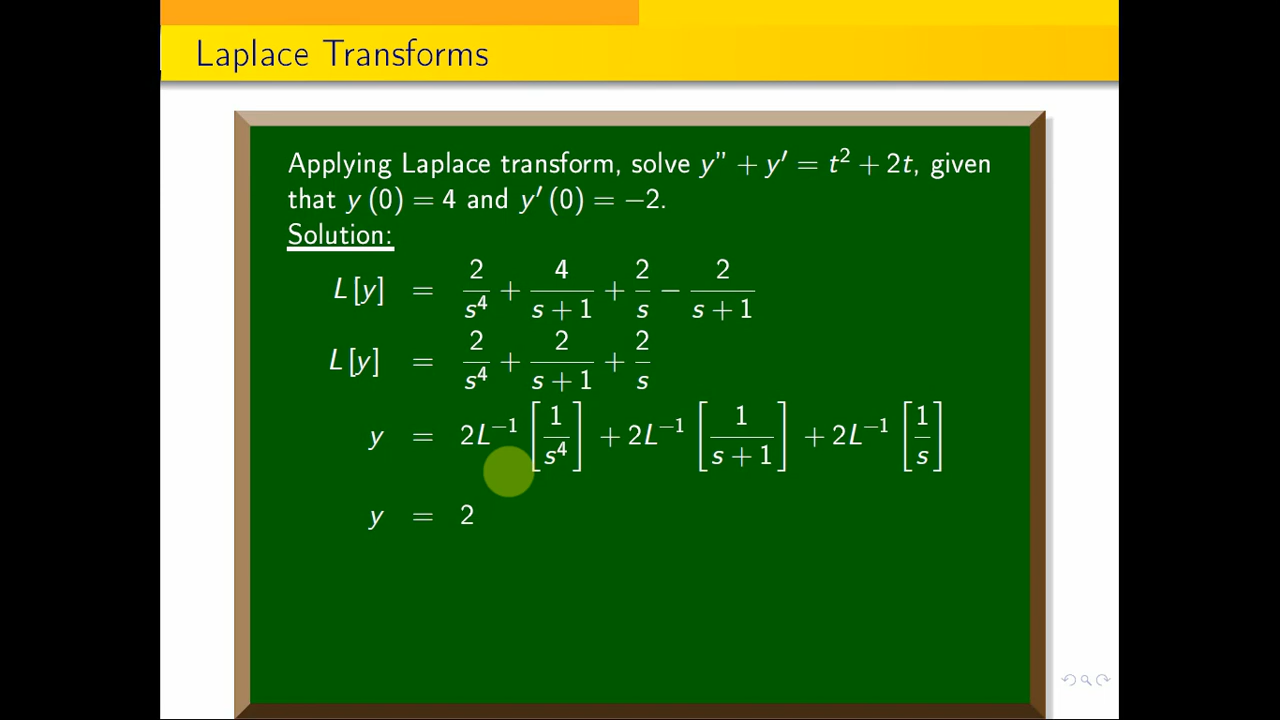 Laplace Transforms
Applying Laplace transform, solve y" + y′ = t² + 2t, given
that y (0) = 4 and y′ (0) = −2.
Solution:
L [y] = 2/s⁴ + 4/(s + 1) + 2/s − 2/(s + 1)
L [y] = 2/s⁴ + 2/(s + 1) + 2/s
y = 2L⁻¹ [1/s⁴] + 2L⁻¹ [1/(s + 1)] + 2L⁻¹ [1/s]
y = 2